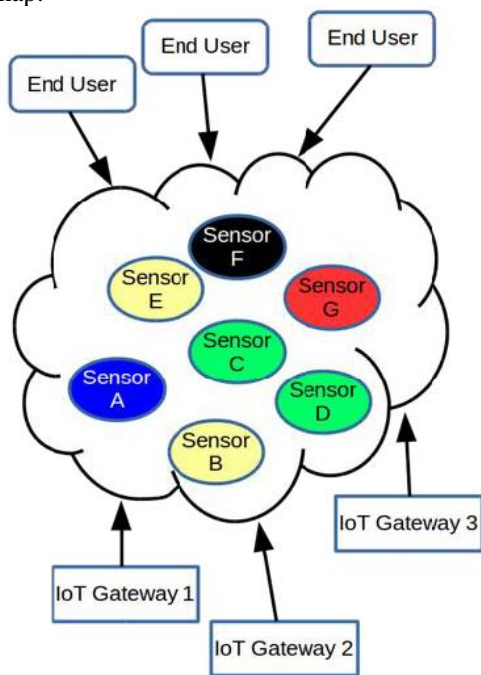 End User
End User
End User
Sensor
F
Sensor
E
Sensor
G
Sensor
C
Sensor
A
Sensor
D
Sensor
B
IoT Gateway 3
IoT Gateway 1
IoT Gateway 2